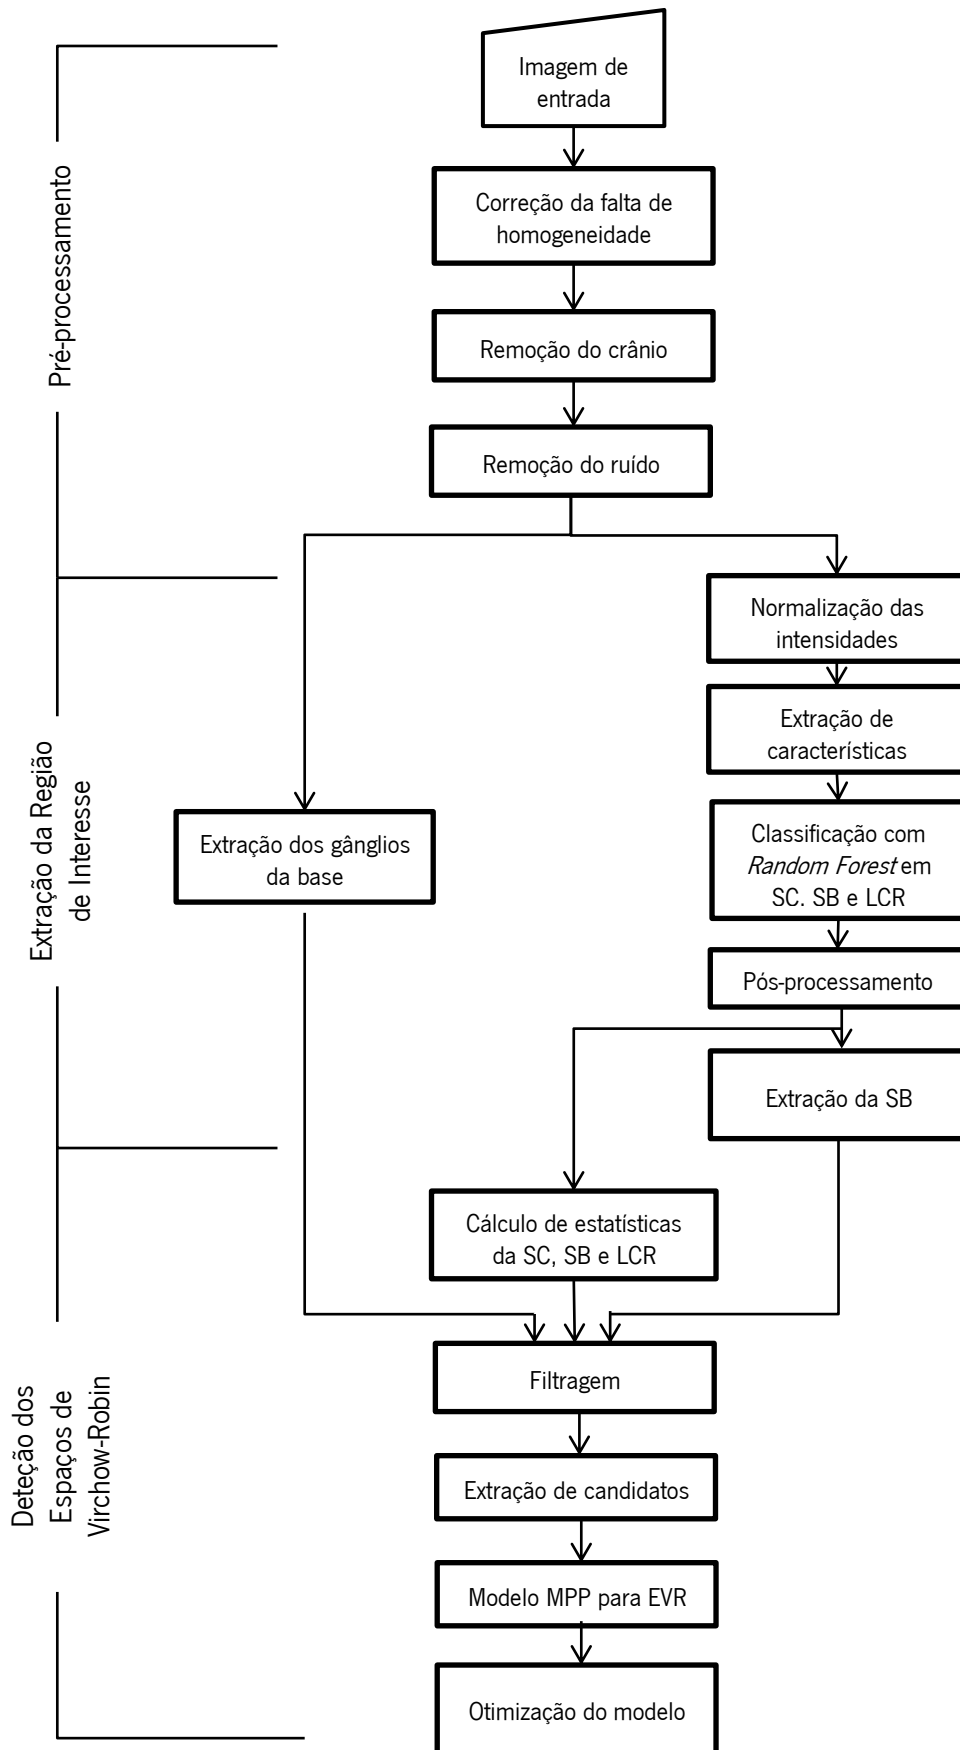 Imagem de
entrada
Correção da falta de
homogeneidade
Remoção do crânio
Remoção do ruído
Pré-processamento
Normalização das
intensidades
Extração de
características
Classificação com
Random Forest em
SC. SB e LCR
Pós-processamento
Extração da SB
Extração dos gânglios
da base
Extração da Região
de Interesse
Cálculo de estatísticas
da SC, SB e LCR
Filtragem
Extração de candidatos
Modelo MPP para EVR
Otimização do modelo
Deteção dos
Espaços de
Virchow-Robin